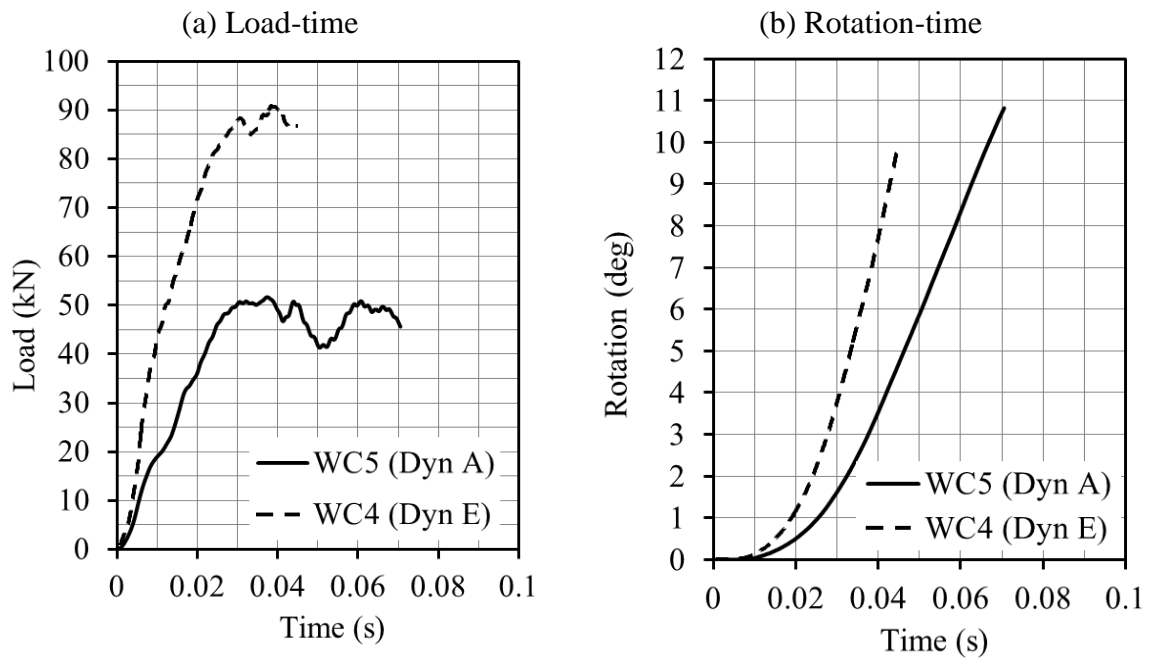 (a) Load-time
100
90
80
70
60
50
40
30
20
10
0
Load (kN)
WC5 (Dyn A)
WC4 (Dyn E)
0 0.02 0.04 0.06 0.08 0.1
Time (s)
(b) Rotation-time
12
11
10
9
8
7
6
5
4
3
2
1
0
Rotation (deg)
WC5 (Dyn A)
WC4 (Dyn E)
0 0.02 0.04 0.06 0.08 0.1
Time (s)